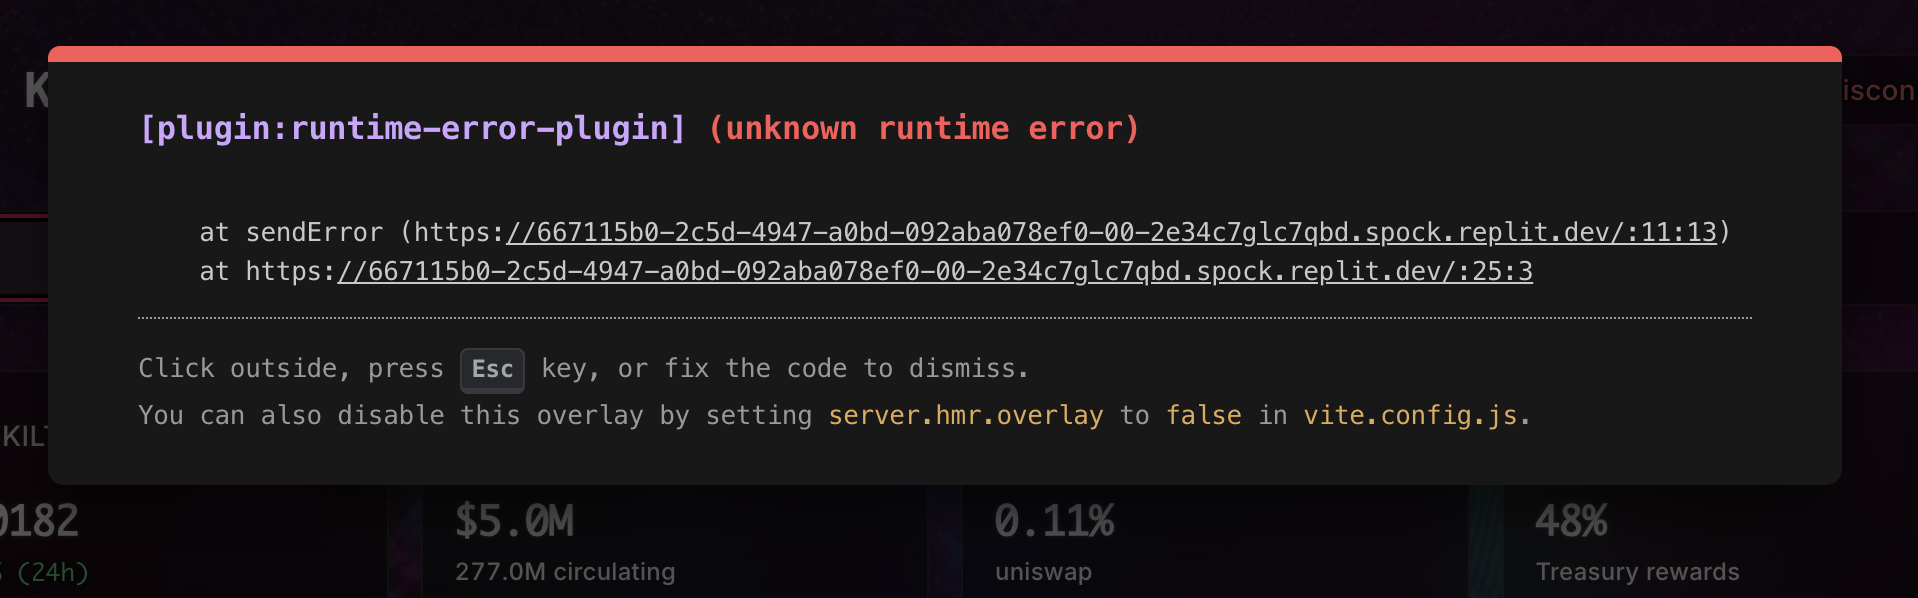 K
[plugin:runtime-error-plugin] (unknown runtime error)
iscon
at sendError (https://667115b0-2c5d-4947-a0bd-092aba078ef0-00-2e34c7glc7qbd.spock.replit.dev/:11:13)
at https://667115b0-2c5d-4947-a0bd-092aba078ef0-00-2e34c7glc7qbd.spock.replit.dev/:25:3
Click outside, press Esc key, or fix the code to dismiss.
You can also disable this overlay by setting server.hmr.overlay to false in vite.config.js.
KILT
0182
(24h)
$5.0M
277.0M circulating
0.11%
uniswap
48%
Treasury rewards